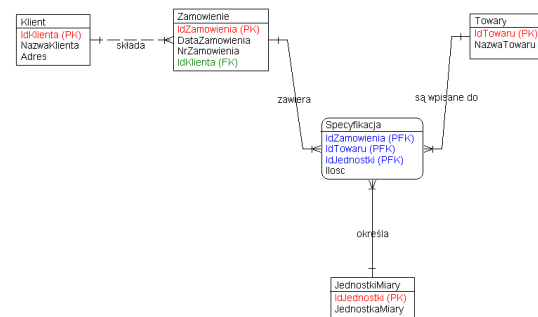 Klient
IdKlienta (PK)
NazwaKlienta
Adres
składa
Zamowienie
IdZamowienia (PK)
DataZamowienia
NrZamowienia
IdKlienta (FK)
Towary
IdTowaru (PK)
NazwaTowaru
zawiera
są wpisane do
Specyfikacja
IdZamowienia (PFK)
IdTowaru (PFK)
IdJednostki (PFK)
Ilosc
określa
JednostkiMiary
IdJednostki (PK)
JednostkaMiary